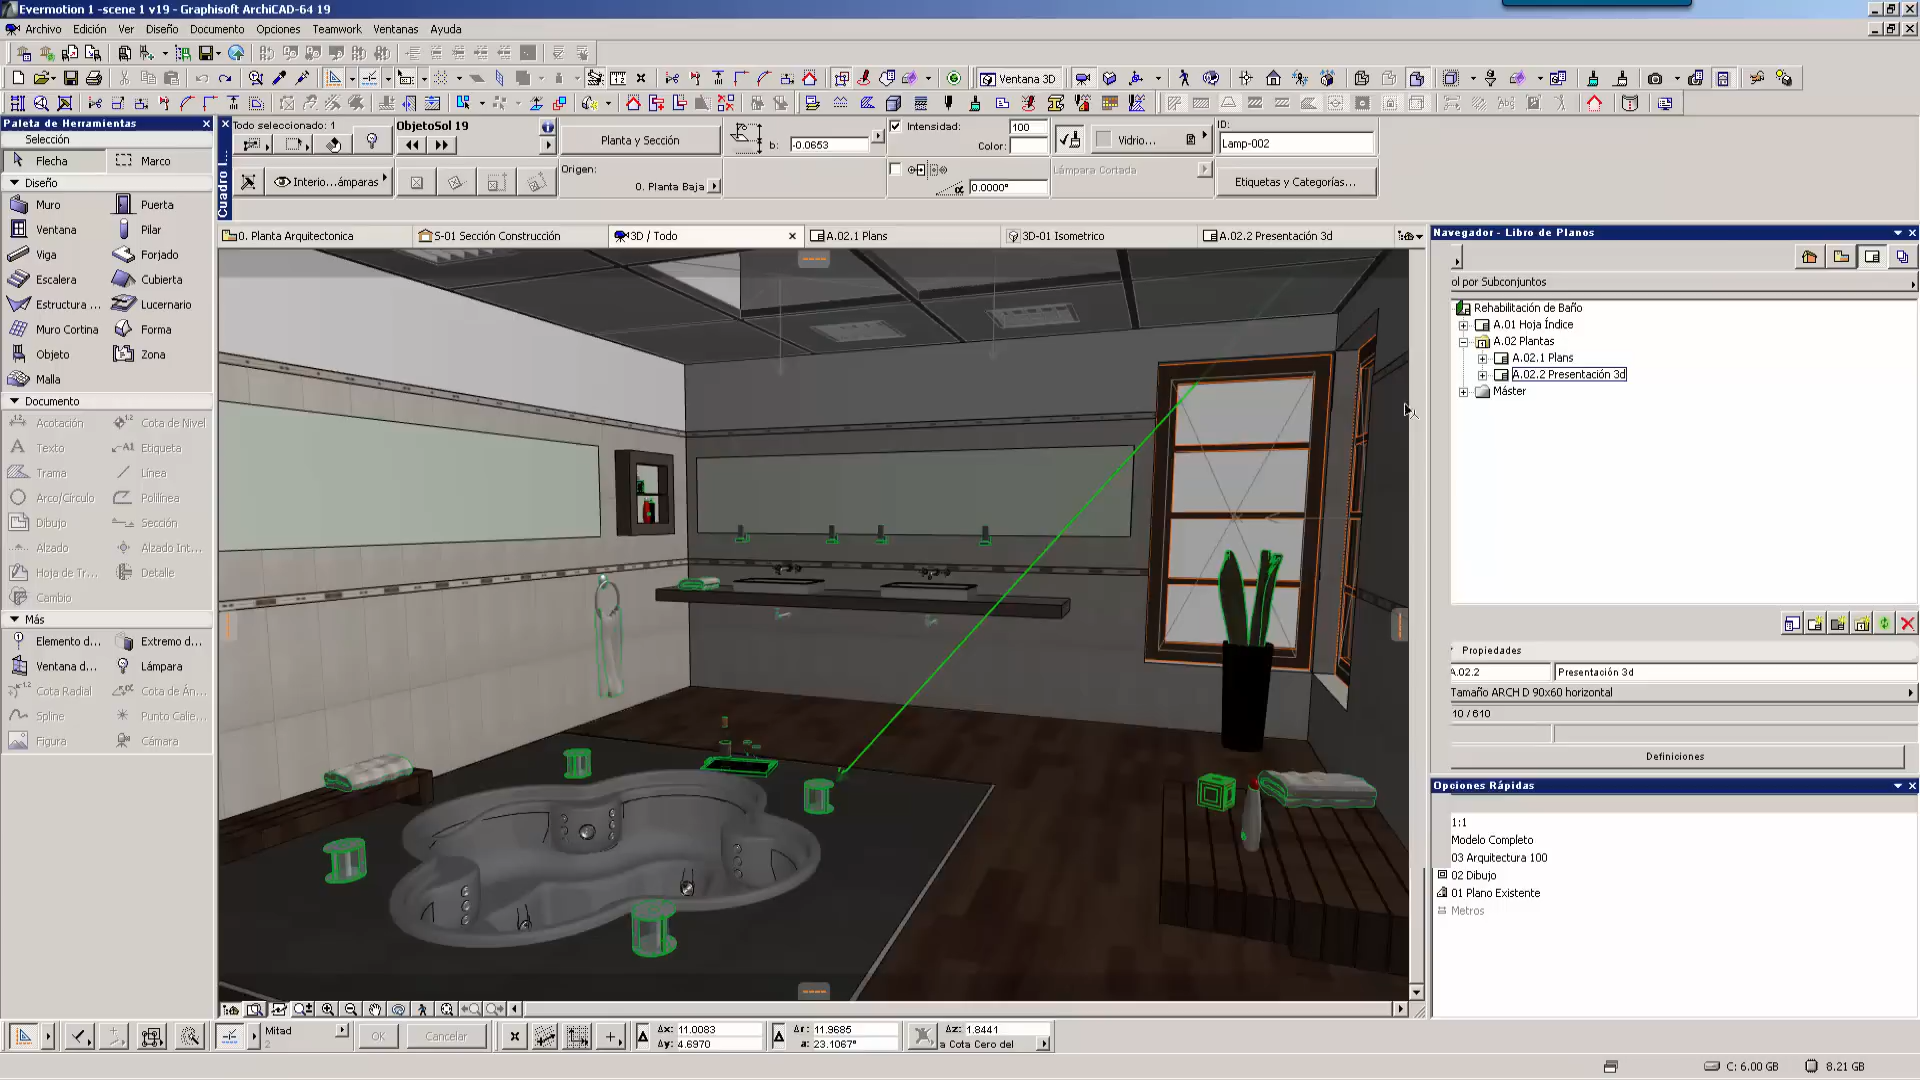 Evermotion 1 -scene 1 v19 - Graphisoft ArchiCAD-64 19
Archivo Edición Ver Diseño Documento Opciones Teamwork Ventanas Ayuda
Ventana 3D
Paleta de Herramientas
Selección
Flecha Marco
Diseño
Muro Puerta
Ventana Pilar
Viga Forjado
Escalera Cubierta
Estructura ... Lucernario
Muro Cortina Forma
Objeto Zona
Malla
Documento
Acotación Cota de Nivel
Texto Etiqueta
Trama Línea
Arco/Círculo Polilínea
Dibujo Sección
Alzado Alzado Int...
Hoja de Tr... Detalle
Cambio
Más
Elemento d... Extremo d...
Ventana d... Lámpara
Cota Radial Cota de Án...
Spline Punto Calie...
Figura Cámara
Cuadro I...
Todo seleccionado: 1
ObjetoSol 19
Interio...ámparas
Planta y Sección
Origen:
0. Planta Baja
b: -0.0653
Intensidad: 100
Color:
0.0000°
Vidrio...
Lámpara Cortada
ID:
Lamp-002
Etiquetas y Categorías...
0. Planta Arquitectonica
S-01 Sección Construcción
3D / Todo
A.02.1 Plans
3D-01 Isometrico
A.02.2 Presentación 3d
Navegador - Libro de Planos
ol por Subconjuntos
Rehabilitación de Baño
A.01 Hoja Índice
A.02 Plantas
A.02.1 Plans
A.02.2 Presentación 3d
Máster
Propiedades
A.02.2 Presentación 3d
Tamaño ARCH D 90x60 horizontal
10 / 610
Definiciones
Opciones Rápidas
1:1
Modelo Completo
03 Arquitectura 100
02 Dibujo
01 Plano Existente
Metros
Mitad
2
OK
Cancelar
Δx: 11.0083
Δy: 4.6970
Δr: 11.9685
a: 23.1067°
Δz: 1.8441
a Cota Cero del
C: 6.00 GB
8.21 GB